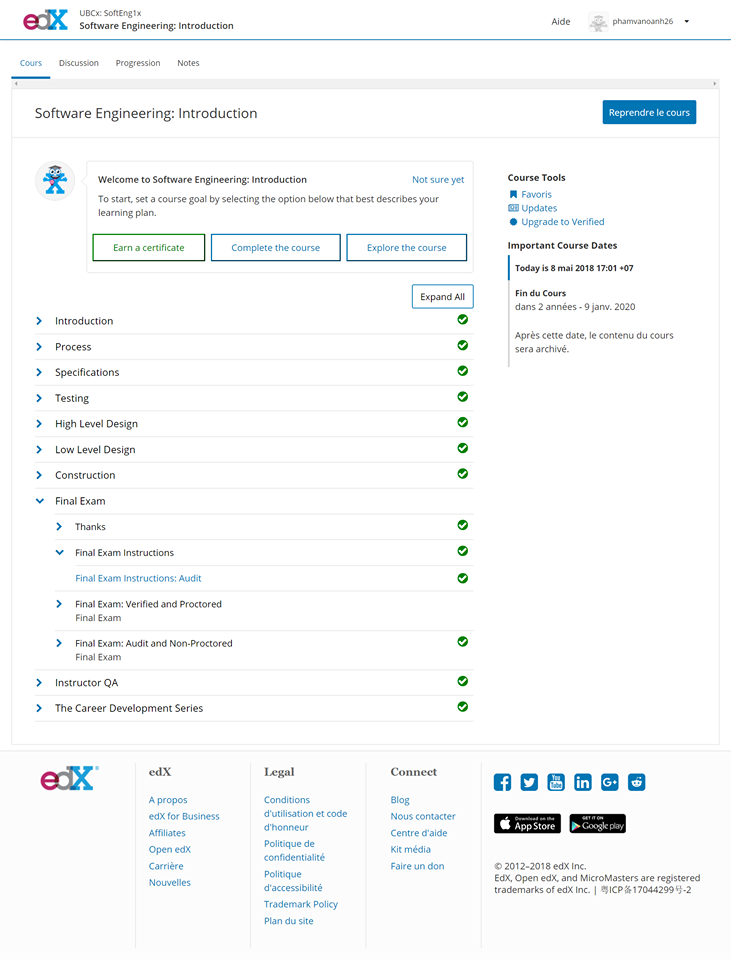 edX
UBCx: SoftEng1x
Software Engineering: Introduction
Aide
phamvanoanh26
Cours
Discussion
Progression
Notes
Software Engineering: Introduction
Reprendre le cours
Welcome to Software Engineering: Introduction
Not sure yet
To start, set a course goal by selecting the option below that best describes your
learning plan.
Earn a certificate
Complete the course
Explore the course
Expand All
Introduction
Process
Specifications
Testing
High Level Design
Low Level Design
Construction
Final Exam
Thanks
Final Exam Instructions
Final Exam Instructions: Audit
Final Exam: Verified and Proctored
Final Exam
Final Exam: Audit and Non-Proctored
Final Exam
Instructor QA
The Career Development Series
Course Tools
Favoris
Updates
Upgrade to Verified
Important Course Dates
Today is 8 mai 2018 17:01 +07
Fin du Cours
dans 2 années - 9 janv. 2020
Après cette date, le contenu du cours
sera archivé.
edX
edX
A propos
edX for Business
Affiliates
Open edX
Carrière
Nouvelles
Legal
Conditions
d'utilisation et code
d'honneur
Politique de
confidentialité
Politique
d'accessibilité
Trademark Policy
Plan du site
Connect
Blog
Nous contacter
Centre d'aide
Kit média
Faire un don
You
Tube
in
G+
Download on the
App Store
GET IT ON
Google play
© 2012–2018 edX Inc.
EdX, Open edX, and MicroMasters are registered
trademarks of edX Inc. | 粤ICP备17044299号-2